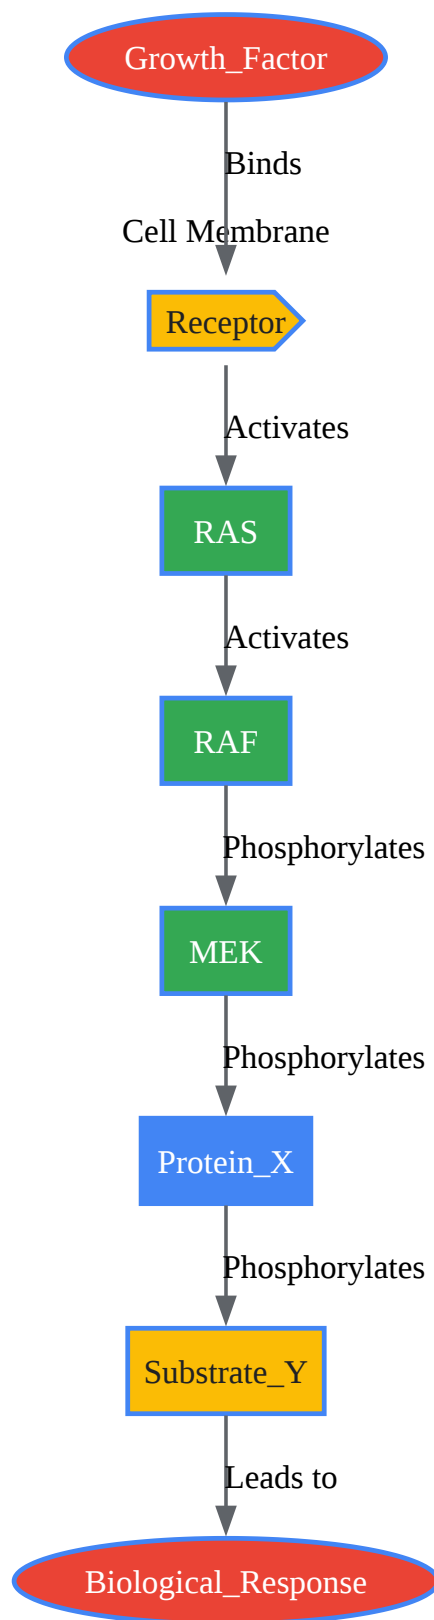 Growth_Factor
Binds
Cell Membrane
Receptor
Activates
RAS
Activates
RAF
Phosphorylates
MEK
Phosphorylates
Protein_X
Phosphorylates
Substrate_Y
Leads to
Biological_Response